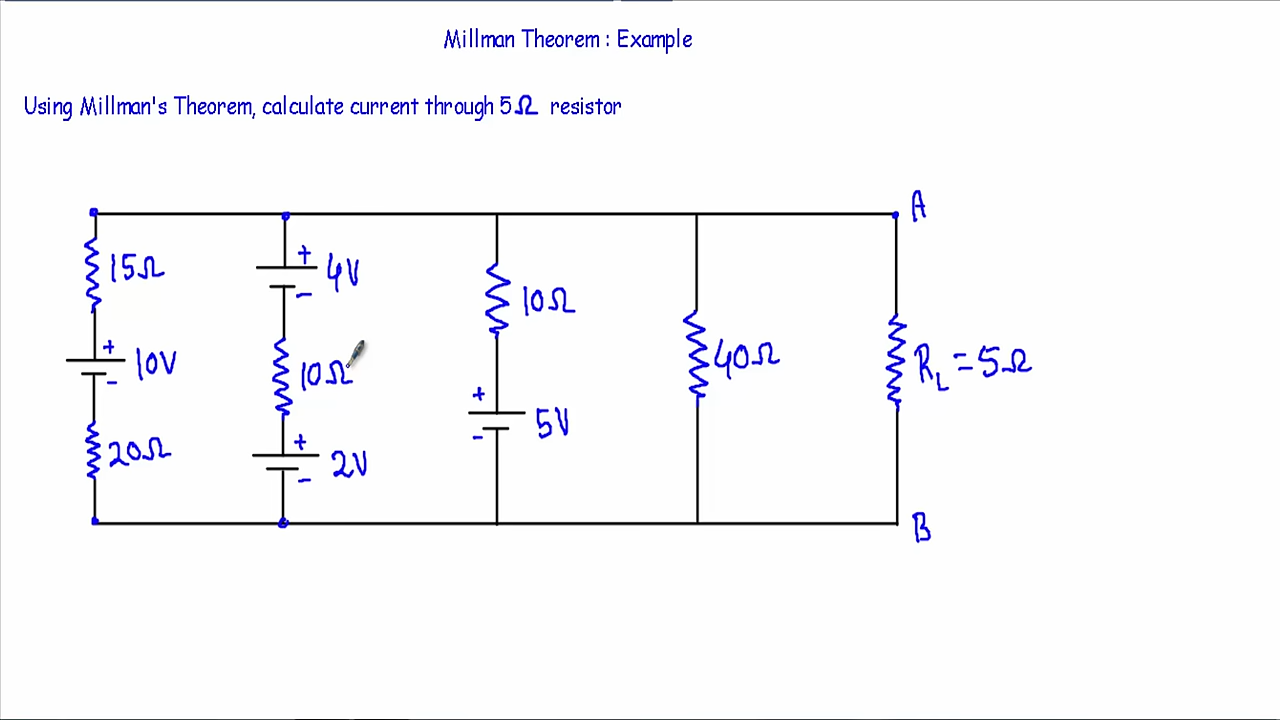 Millman Theorem : Example
Using Millman's Theorem, calculate current through 5Ω resistor
A
+
4V
15Ω
-
10Ω
+
10V
40Ω
R_L = 5Ω
10Ω
-
+
5V
-
20Ω
+
2V
-
B